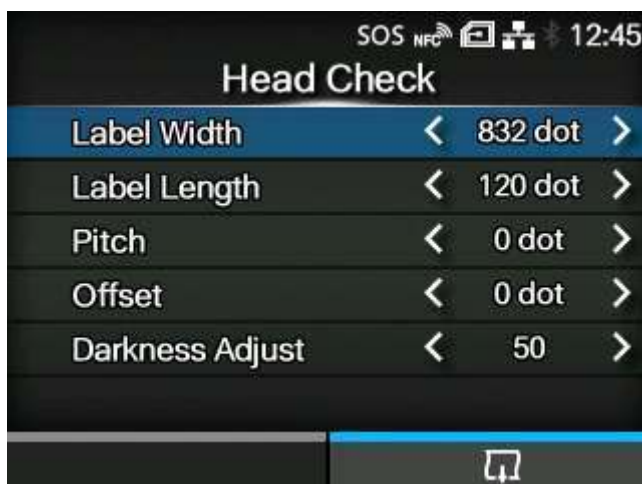 SOS NFC 12:45
Head Check
Label Width 832 dot
Label Length 120 dot
Pitch 0 dot
Offset 0 dot
Darkness Adjust 50